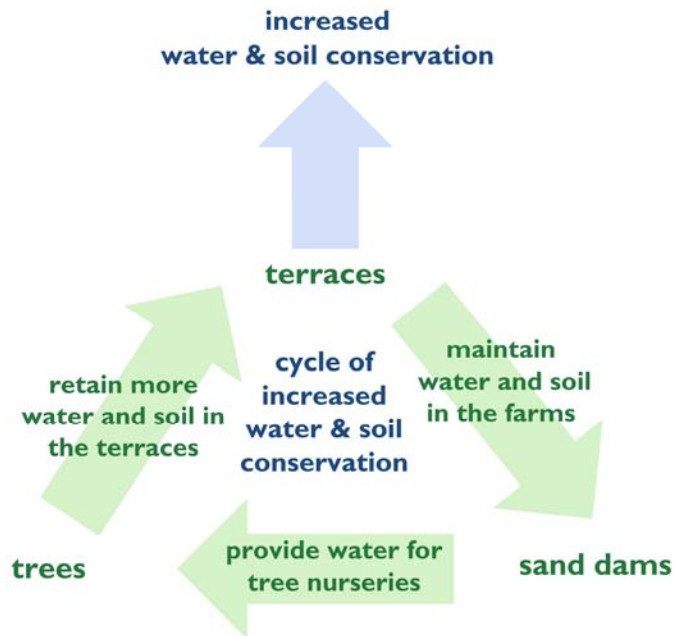 increased
water & soil conservation
terraces
maintain
water and soil
in the farms
cycle of
increased
water & soil
conservation
retain more
water and soil in
the terraces
provide water for
tree nurseries
trees
sand dams